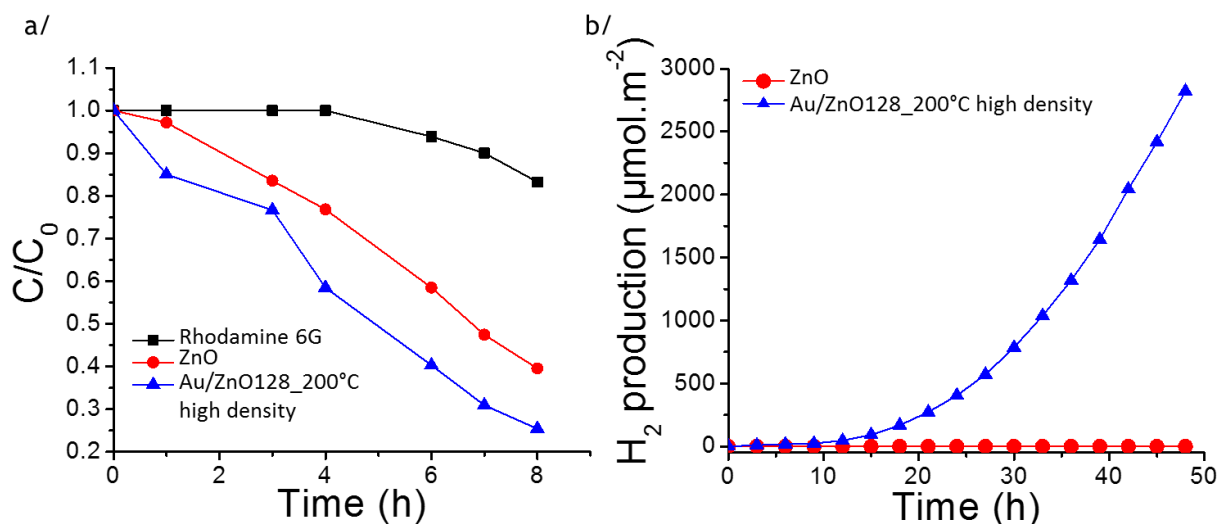 a/
1.1
1.0
0.9
0.8
0.7
0.6
0.5
0.4
0.3
0.2
C/C₀
Rhodamine 6G
ZnO
Au/ZnO128_200°C
high density
0 2 4 6 8
Time (h)
b/
3000
2500
2000
1500
1000
500
0
H₂ production (μmol.m⁻²)
ZnO
Au/ZnO128_200°C high density
0 10 20 30 40 50
Time (h)